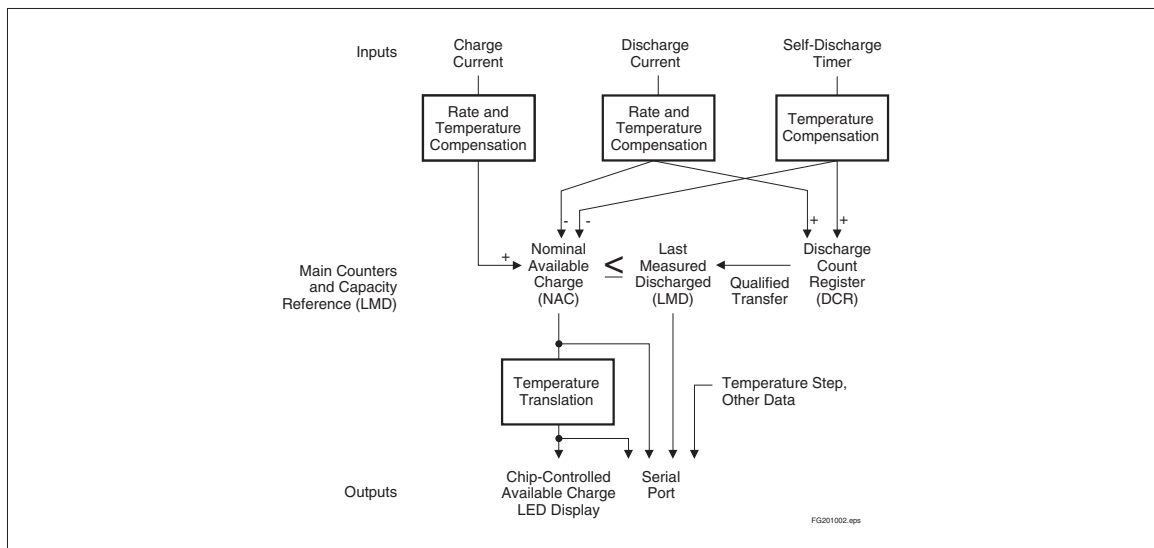 Inputs
Charge
Current
Discharge
Current
Self-Discharge
Timer
Rate and
Temperature
Compensation
Rate and
Temperature
Compensation
Temperature
Compensation
-
-
+
+
+
Main Counters
and Capacity
Reference (LMD)
Nominal
Available
Charge
(NAC)
≤
Last
Measured
Discharged
(LMD)
Qualified
Transfer
Discharge
Count
Register
(DCR)
Temperature
Translation
Temperature Step,
Other Data
Outputs
Chip-Controlled
Available Charge
LED Display
Serial
Port
FG201002.eps